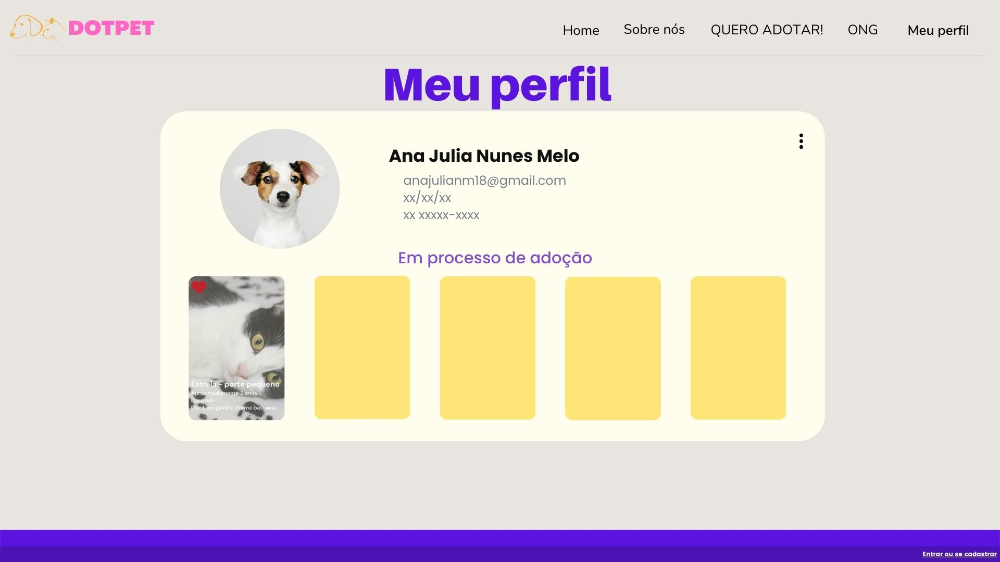 DOTPET
Home
Sobre nós
QUERO ADOTAR!
ONG
Meu perfil
Meu perfil
Ana Julia Nunes Melo
anajulianm18@gmail.com
xx/xx/xx
xx xxxxx-xxxx
Em processo de adoção
Estrela - porte pequeno
Aproximadamente 2 anos
Castrada
Dócil, amigável e dorme bastante
Entrar ou se cadastrar